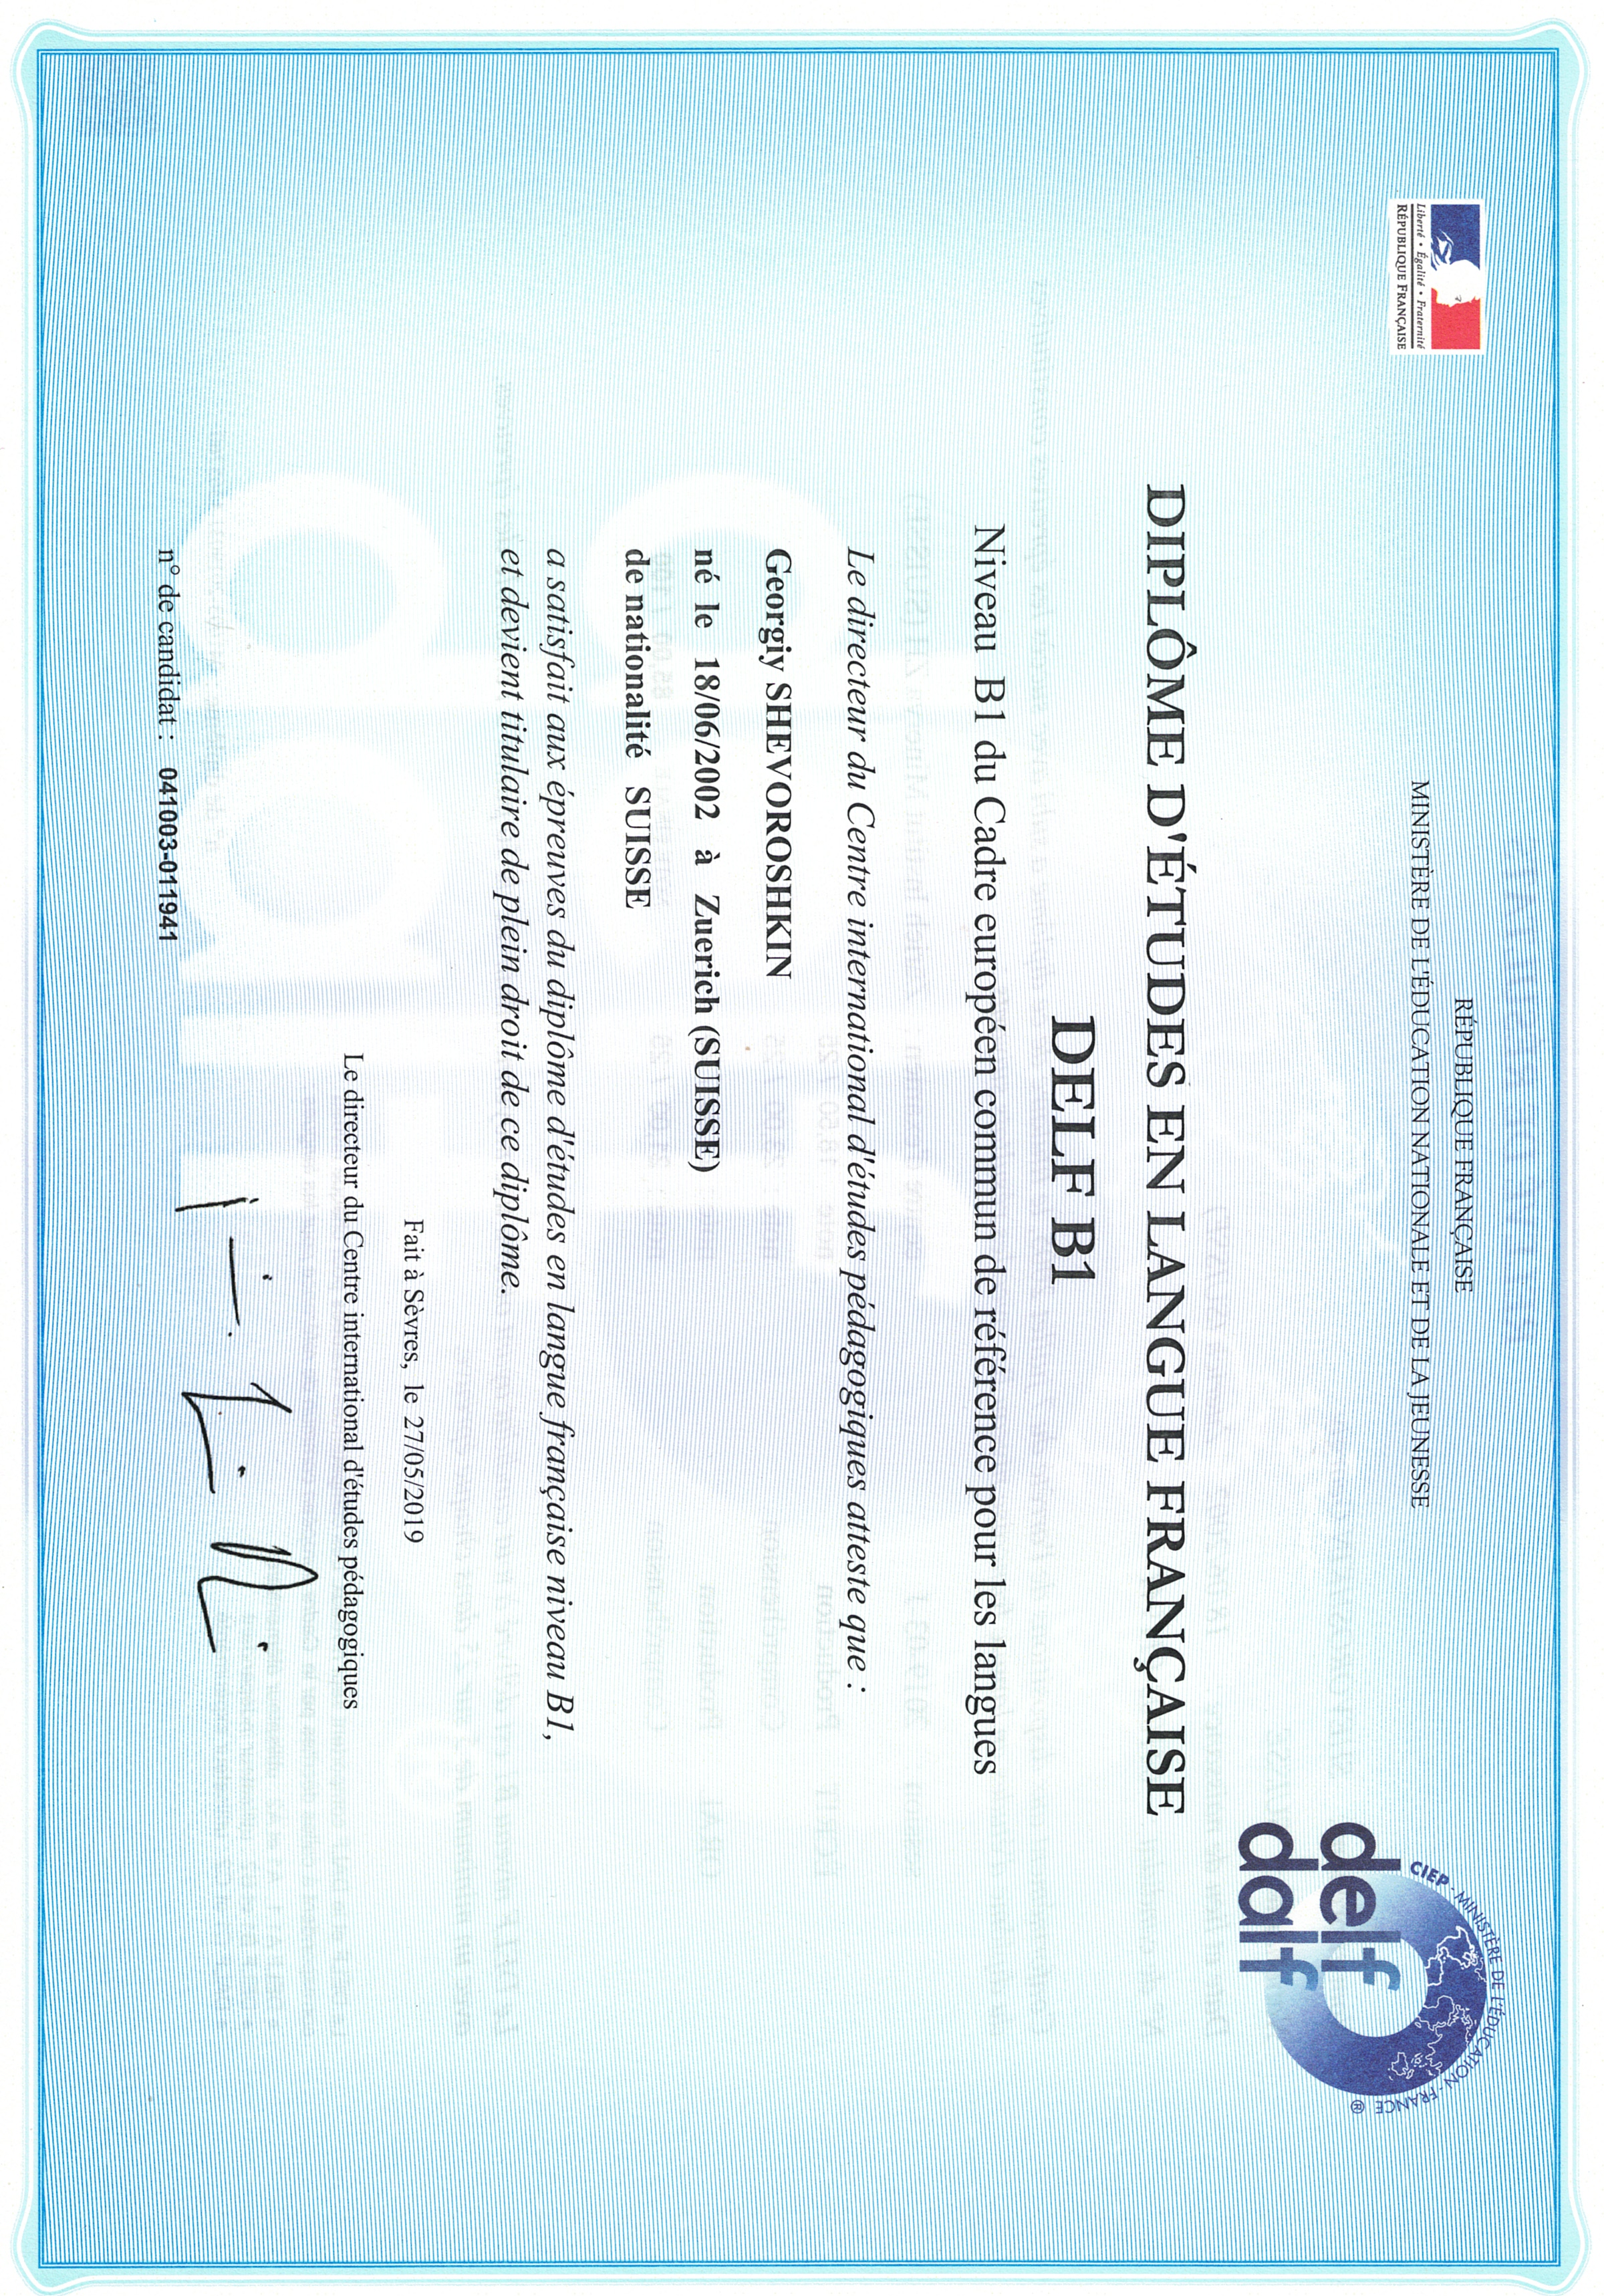 Liberté • Égalité • Fraternité
RÉPUBLIQUE FRANÇAISE
RÉPUBLIQUE FRANÇAISE
MINISTÈRE DE L'ÉDUCATION NATIONALE ET DE LA JEUNESSE
CIEP - MINISTÈRE DE L'ÉDUCATION - FRANCE ®
delf
dalf
DIPLÔME D'ÉTUDES EN LANGUE FRANÇAISE
DELF B1
Niveau B1 du Cadre européen commun de référence pour les langues
Le directeur du Centre international d'études pédagogiques atteste que :
Georgiy SHEVOROSHKIN
né le 18/06/2002 à Zuerich (SUISSE)
de nationalité SUISSE
a satisfait aux épreuves du diplôme d'études en langue française niveau B1,
et devient titulaire de plein droit de ce diplôme.
Fait à Sèvres, le 27/05/2019
Le directeur du Centre international d'études pédagogiques
n° de candidat : 041003-011941